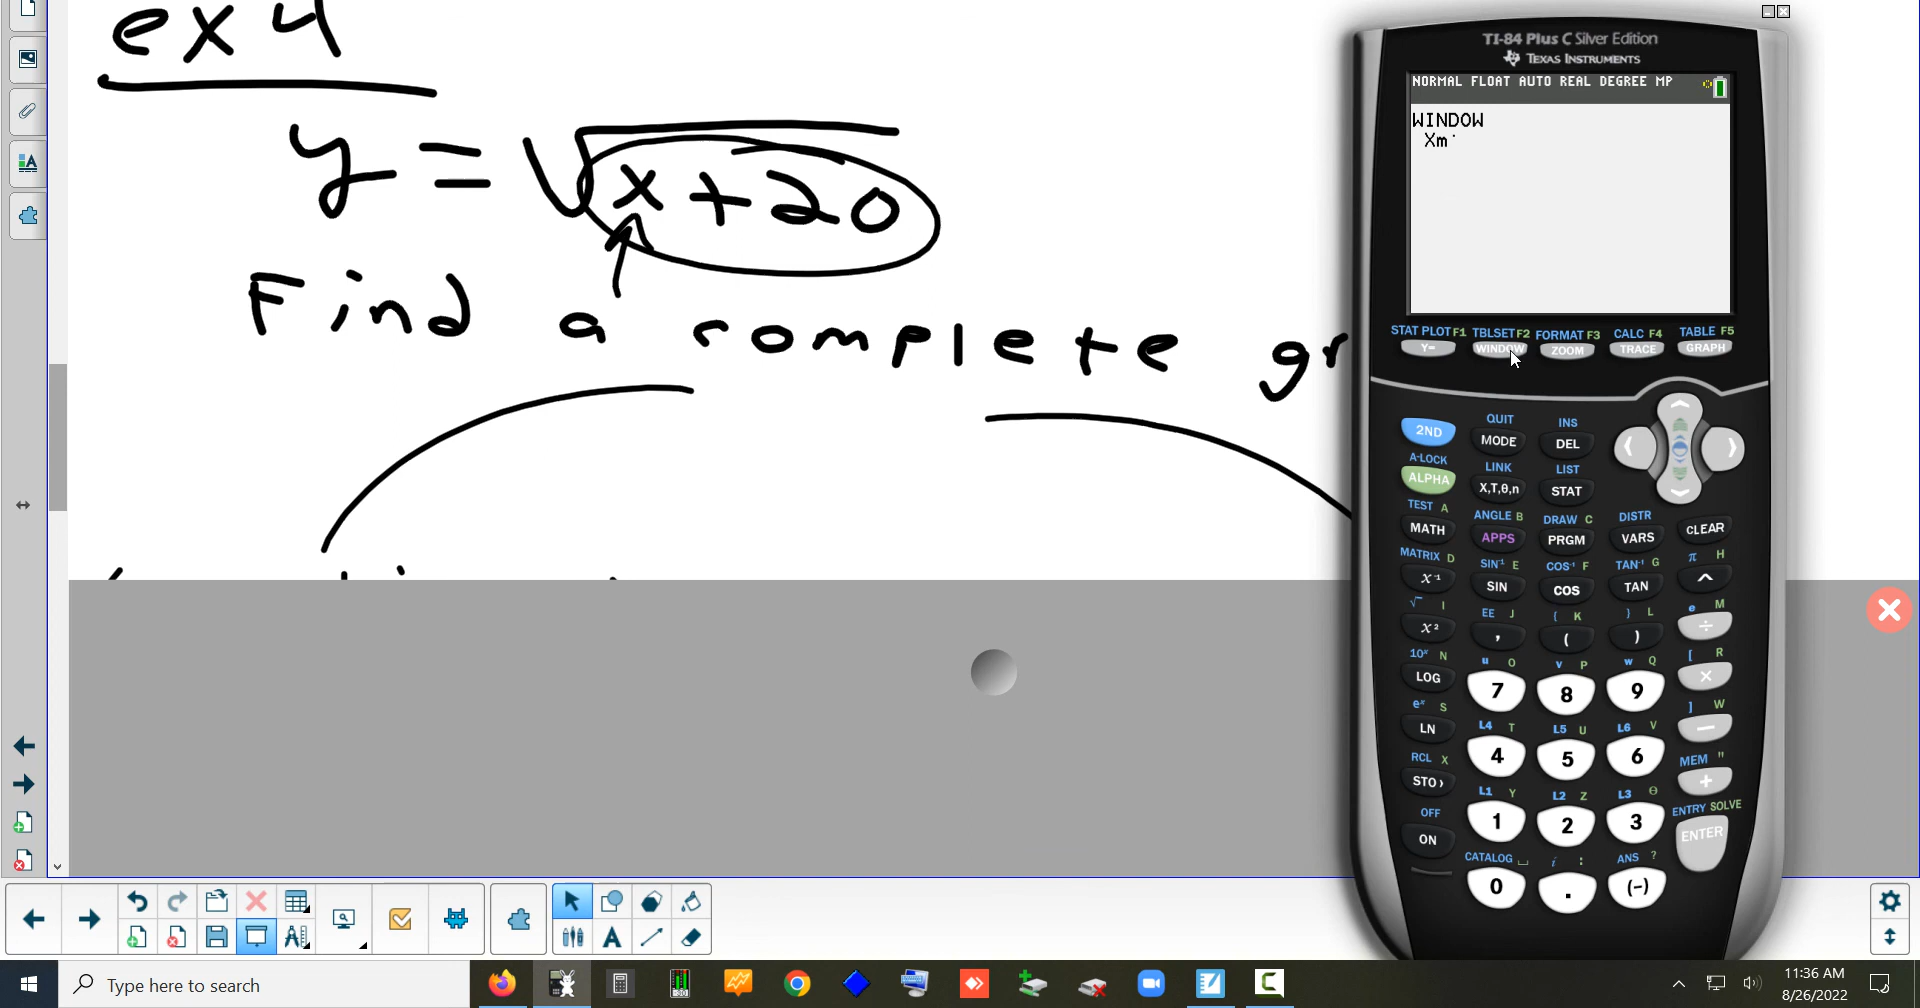 ex 4
y = √x+20
Find a complete gr
TI-84 Plus C Silver Edition
TEXAS INSTRUMENTS
NORMAL FLOAT AUTO REAL DEGREE MP
WINDOW
Xm
STAT PLOT F1 TBLSET F2 FORMAT F3 CALC F4 TABLE F5
Y= WINDOW ZOOM TRACE GRAPH
QUIT INS
2ND MODE DEL
A-LOCK LINK LIST
ALPHA X,T,θ,n STAT
TEST A ANGLE B DRAW C DISTR
MATH APPS PRGM VARS CLEAR
MATRIX D SIN⁻¹ E COS⁻¹ F TAN⁻¹ G π H
x⁻¹ SIN COS TAN ^
√ I EE J { K } L e M
x² , ( ) ÷
10ˣ N u O v P w Q [ R
LOG 7 8 9 ×
eˣ S L4 T L5 U L6 V ] W
LN 4 5 6 −
RCL X L1 Y L2 Z L3 θ MEM "
STO› 1 2 3 +
OFF CATALOG ⎵ i : ANS ? ENTRY SOLVE
ON 0 . (-) ENTER
Type here to search
30
11:36 AM
8/26/2022